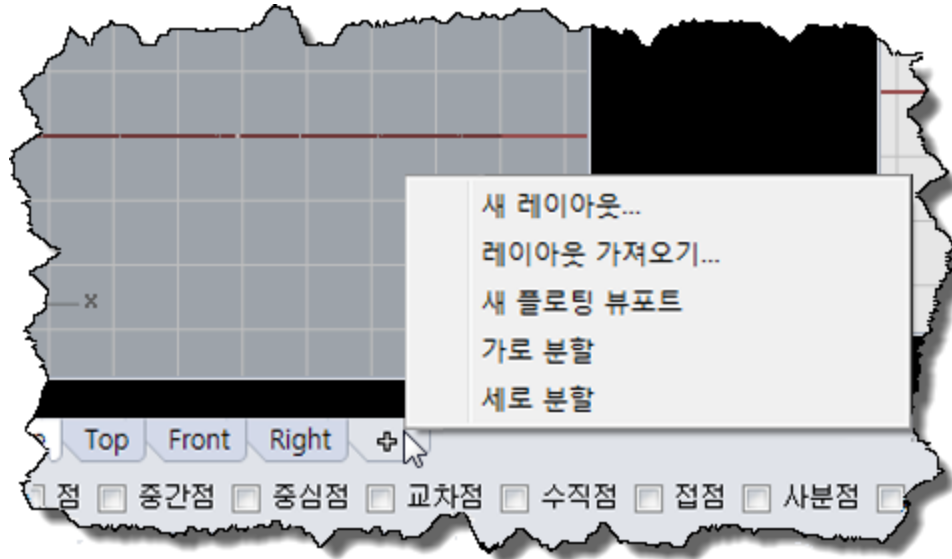 새 레이아웃...
레이아웃 가져오기...
새 플로팅 뷰포트
가로 분할
세로 분할
x
Top Front Right
점 중간점 중심점 교차점 수직점 접점 사분점